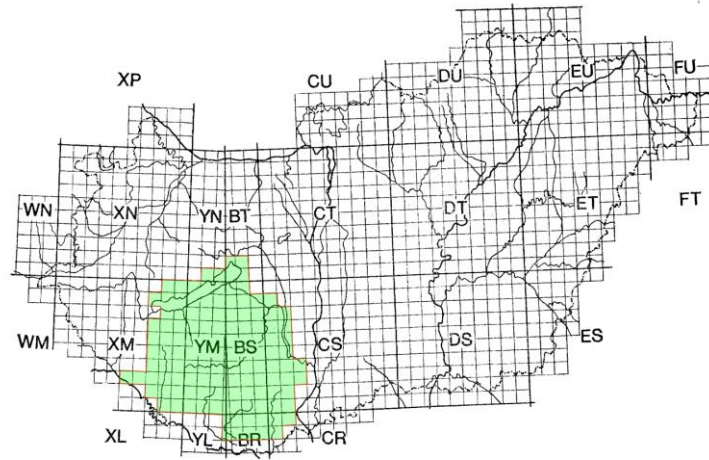 XP CU DU EU FU
WN XN YN BT CT DT ET FT
WM XM YM BS CS DS ES
XL YL BR CR